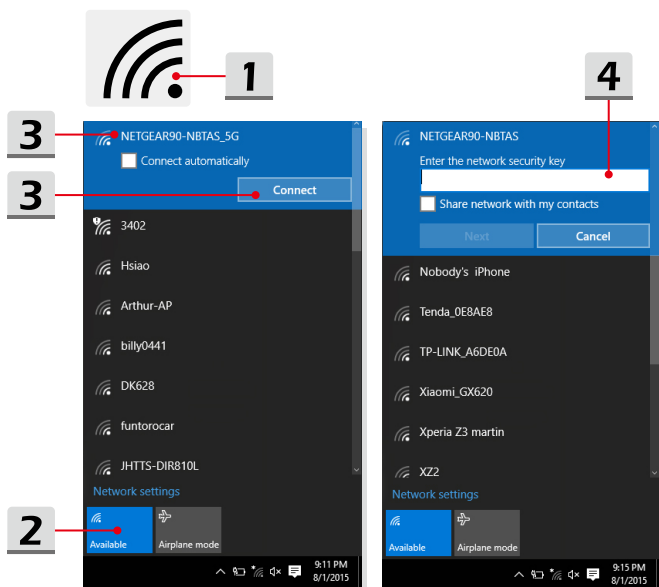 1
3
NETGEAR90-NBTAS_5G
Connect automatically
3
Connect
3402
Hsiao
Arthur-AP
billy0441
DK628
funtorocar
JHTTS-DIR810L
Network settings
2
Available
Airplane mode
9:11 PM
8/1/2015
4
NETGEAR90-NBTAS
Enter the network security key
Share network with my contacts
Next
Cancel
Nobody's iPhone
Tenda_0E8AE8
TP-LINK_A6DE0A
Xiaomi_GX620
Xperia Z3 martin
XZ2
Network settings
Available
Airplane mode
9:15 PM
8/1/2015